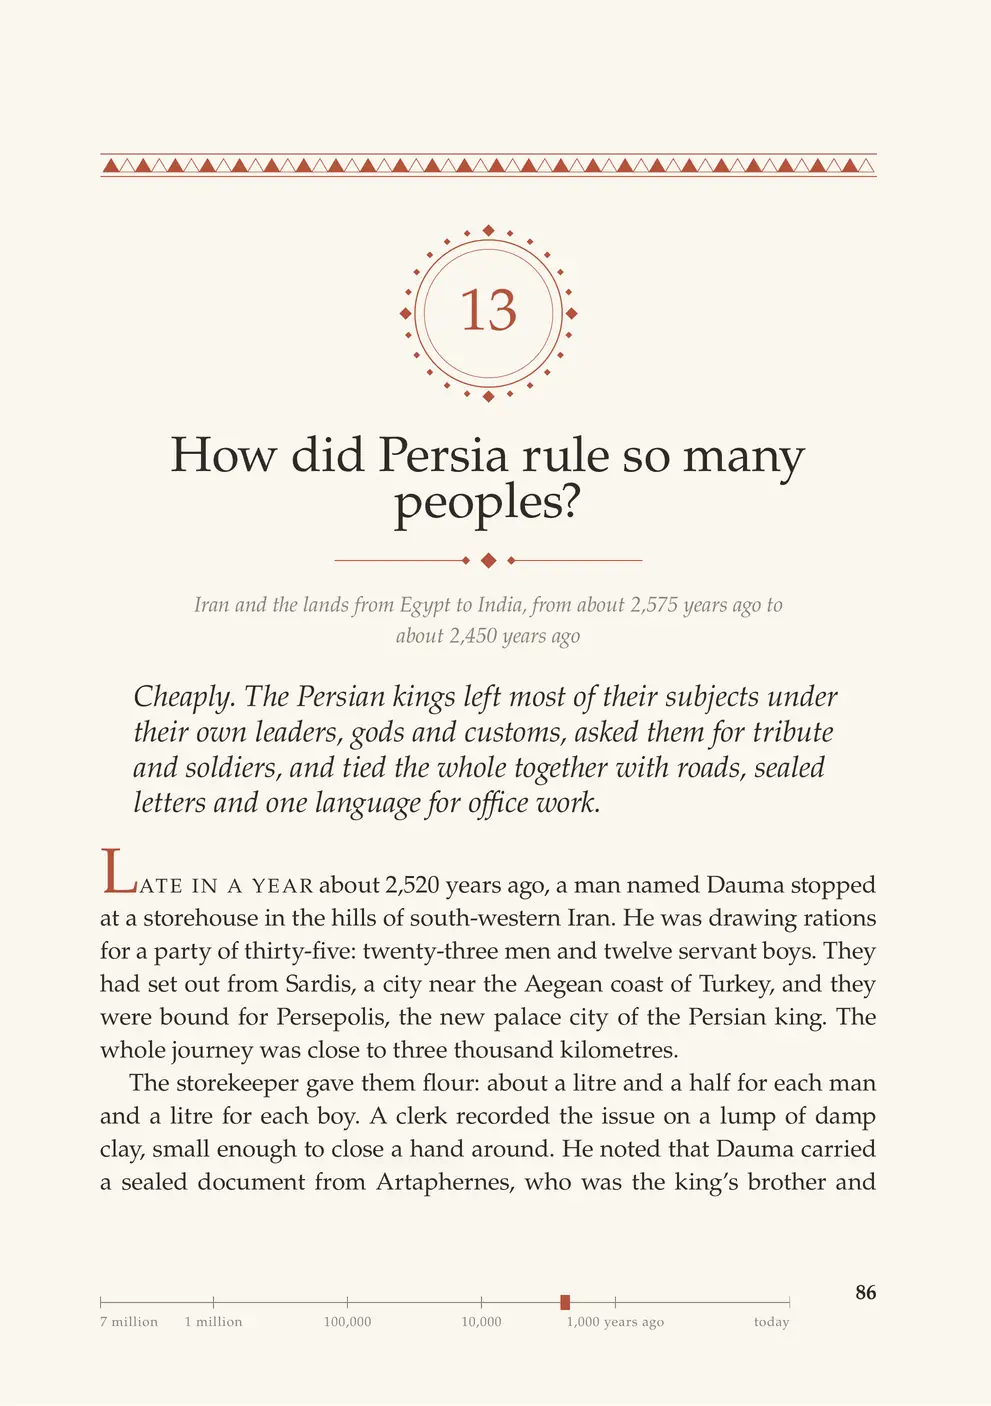 13
How did Persia rule so many
peoples?
Iran and the lands from Egypt to India, from about 2,575 years ago to
about 2,450 years ago
Cheaply. The Persian kings left most of their subjects under
their own leaders, gods and customs, asked them for tribute
and soldiers, and tied the whole together with roads, sealed
letters and one language for office work.
LATE IN A YEAR about 2,520 years ago, a man named Dauma stopped
at a storehouse in the hills of south-western Iran. He was drawing rations
for a party of thirty-five: twenty-three men and twelve servant boys. They
had set out from Sardis, a city near the Aegean coast of Turkey, and they
were bound for Persepolis, the new palace city of the Persian king. The
whole journey was close to three thousand kilometres.
The storekeeper gave them flour: about a litre and a half for each man
and a litre for each boy. A clerk recorded the issue on a lump of damp
clay, small enough to close a hand around. He noted that Dauma carried
a sealed document from Artaphernes, who was the king’s brother and
86
7 million 1 million 100,000 10,000 1,000 years ago today